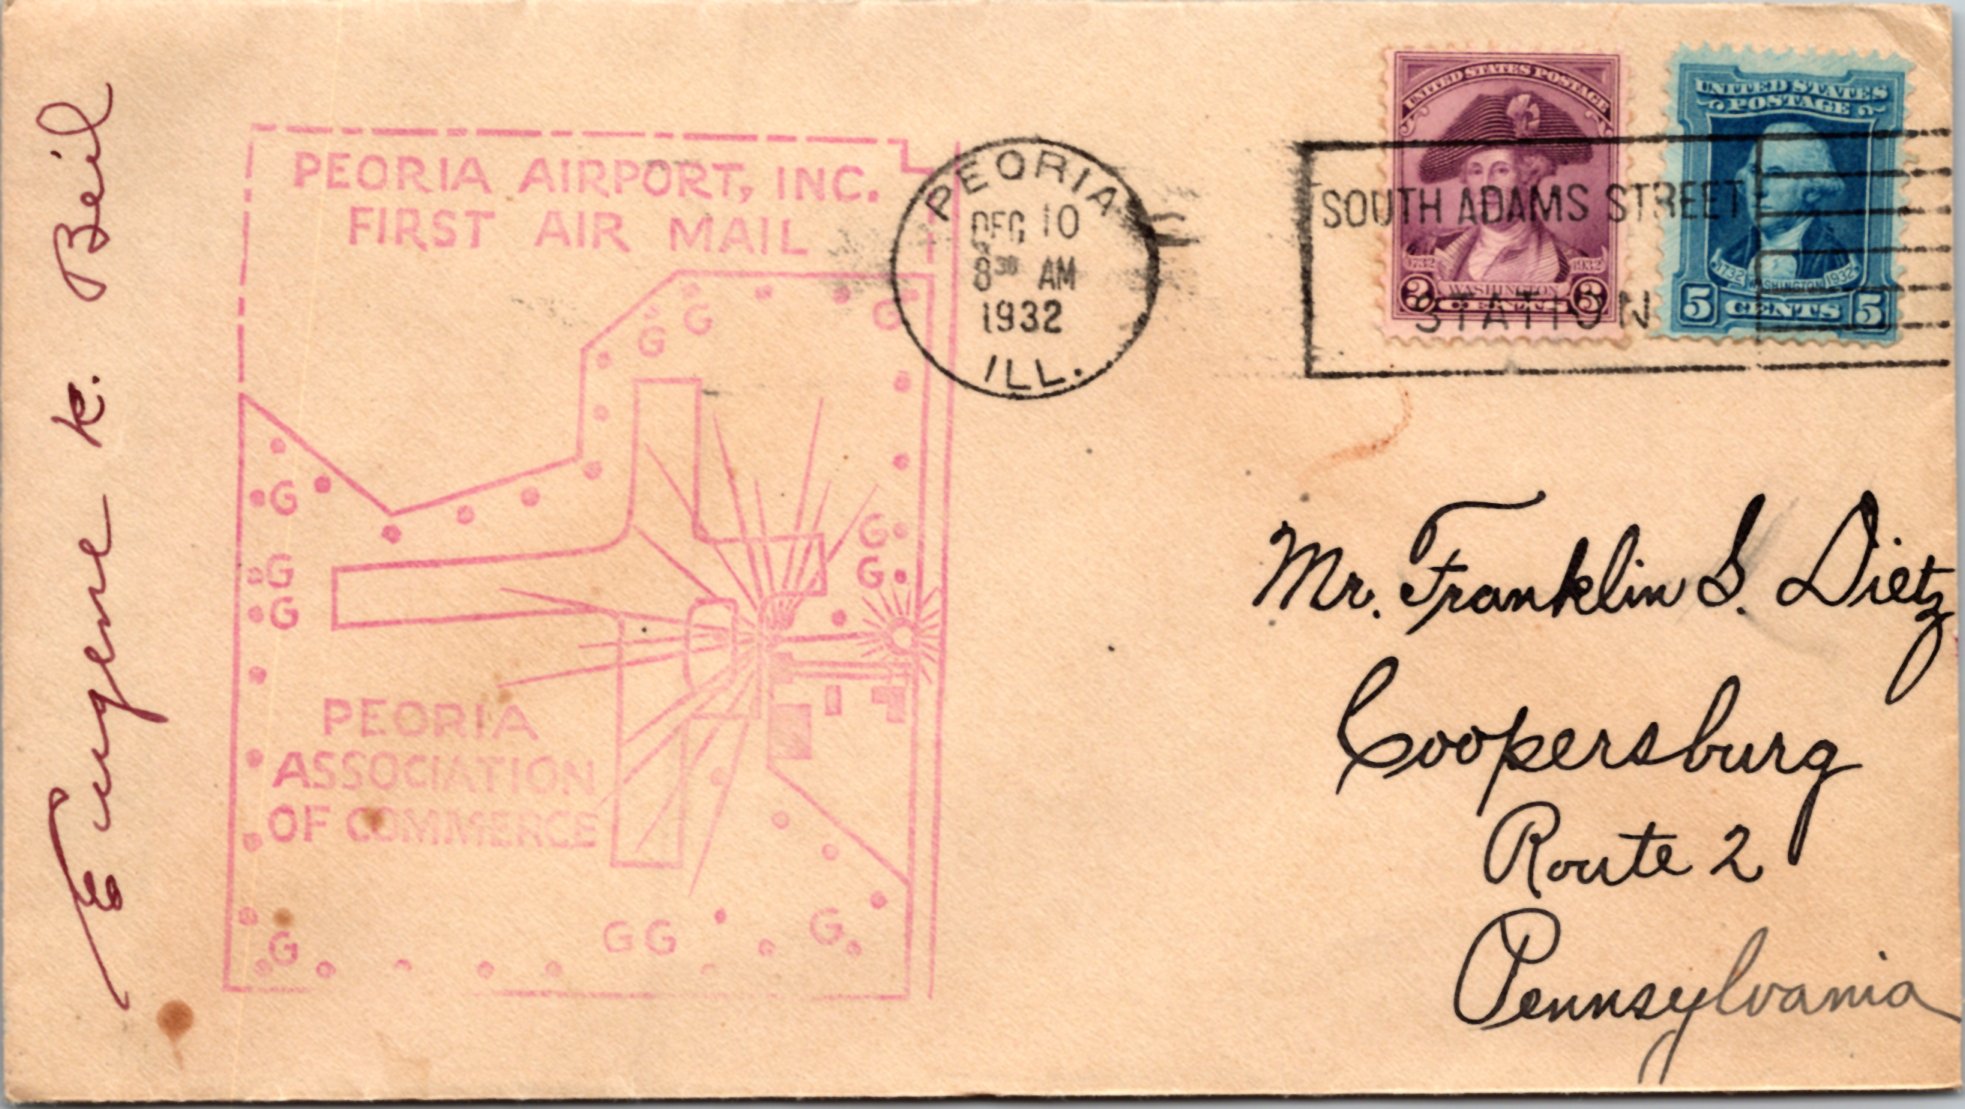 Eugene K. Beil
PEORIA AIRPORT, INC.
FIRST AIR MAIL
G G G
G
G
G
G
G
PEORIA
ASSOCIATION
OF COMMERCE
G
G G
G
PEORIA
DEC 10
8 30 AM
1932
ILL.
SOUTH ADAMS STREET
STATION
UNITED STATES POSTAGE
1732 1932
WASHINGTON
3 CENTS 3
UNITED STATES
POSTAGE
1732 WASHINGTON 1932
5 CENTS 5
Mr. Franklin S. Dietz
Coopersburg
Route 2
Pennsylvania